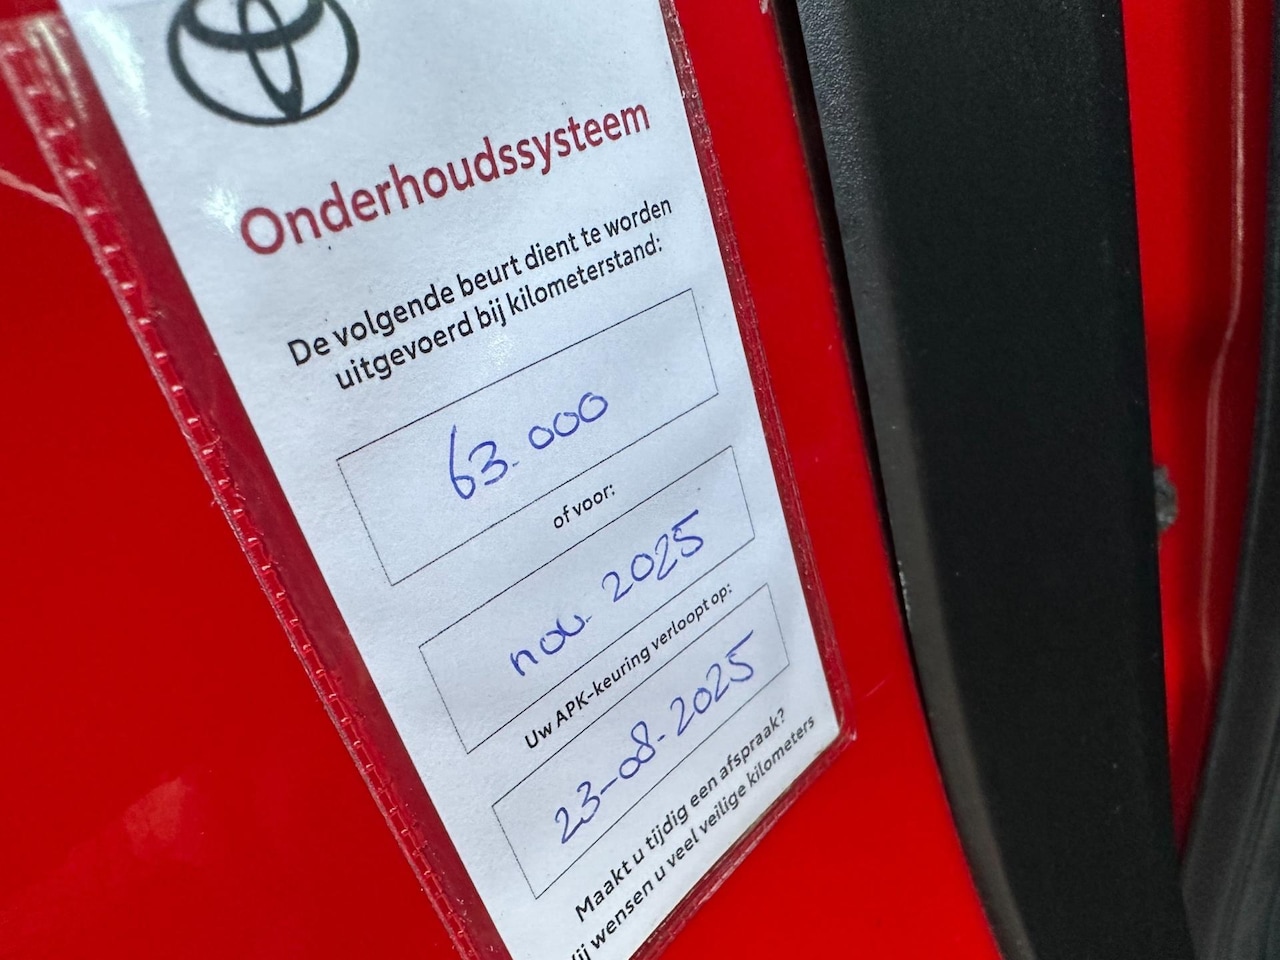 Onderhoudssysteem
De volgende beurt dient te worden
uitgevoerd bij kilometerstand:
63.000
of voor:
nov. 2025
Uw APK-keuring verloopt op:
23-08-2025
Maakt u tijdig een afspraak?
wensen u veel veilige kilometers